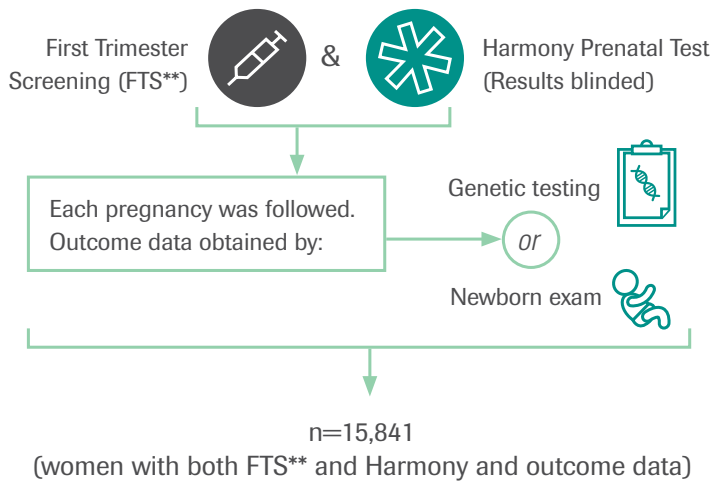 First Trimester
Screening (FTS**)
&
Harmony Prenatal Test
(Results blinded)
Each pregnancy was followed.
Outcome data obtained by:
Genetic testing
or
Newborn exam
n=15,841
(women with both FTS** and Harmony and outcome data)